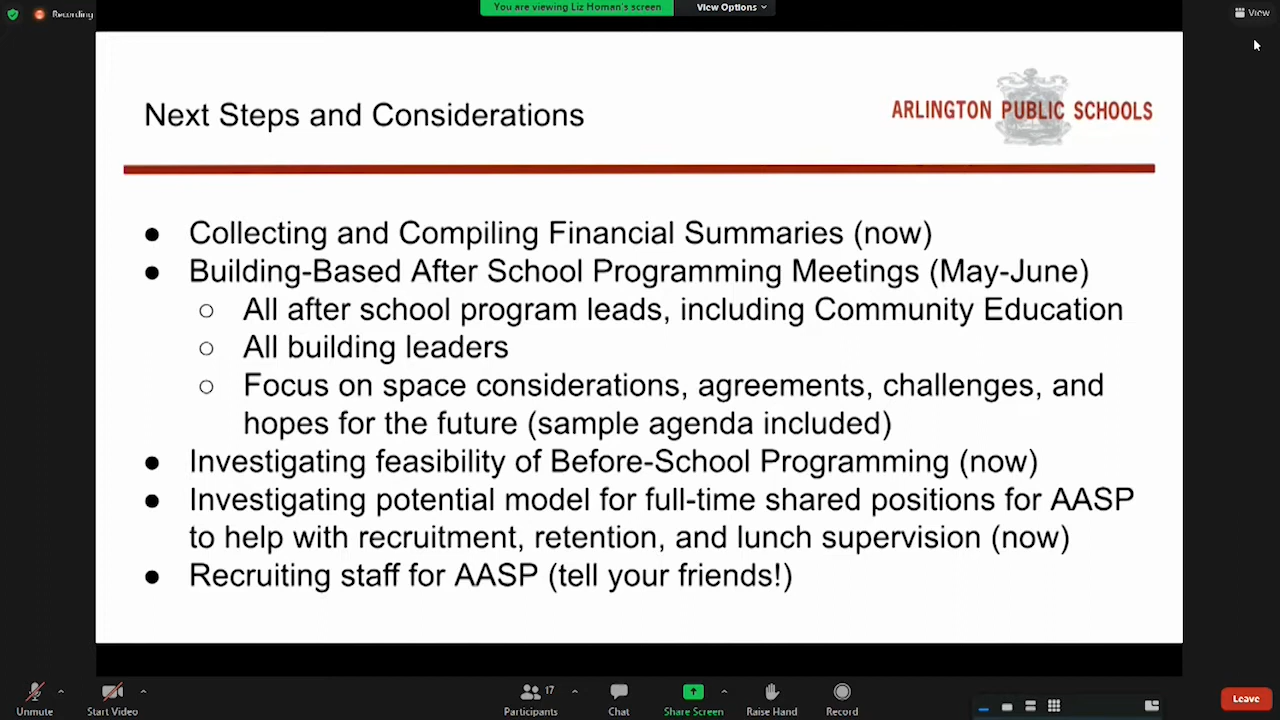 Recording
You are viewing Liz Homan's screen
View Options
View
Next Steps and Considerations
ARLINGTON PUBLIC SCHOOLS
● Collecting and Compiling Financial Summaries (now)
● Building-Based After School Programming Meetings (May-June)
○ All after school program leads, including Community Education
○ All building leaders
○ Focus on space considerations, agreements, challenges, and
hopes for the future (sample agenda included)
● Investigating feasibility of Before-School Programming (now)
● Investigating potential model for full-time shared positions for AASP
to help with recruitment, retention, and lunch supervision (now)
● Recruiting staff for AASP (tell your friends!)
Unmute
Start Video
17
Participants
Chat
Share Screen
Raise Hand
Record
Leave